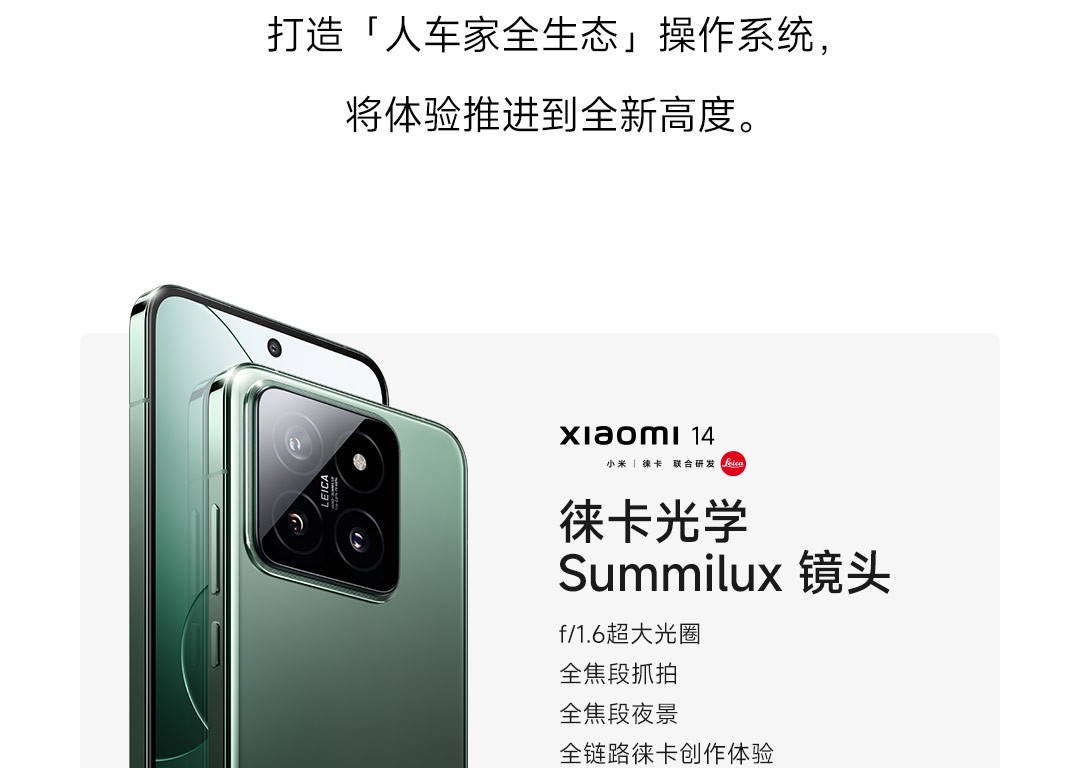 打造「人车家全生态」操作系统，
将体验推进到全新高度。
LEICA
xiaomi 14
小米 | 徕卡 联合研发 Leica
徕卡光学
Summilux 镜头
f/1.6超大光圈
全焦段抓拍
全焦段夜景
全链路徕卡创作体验